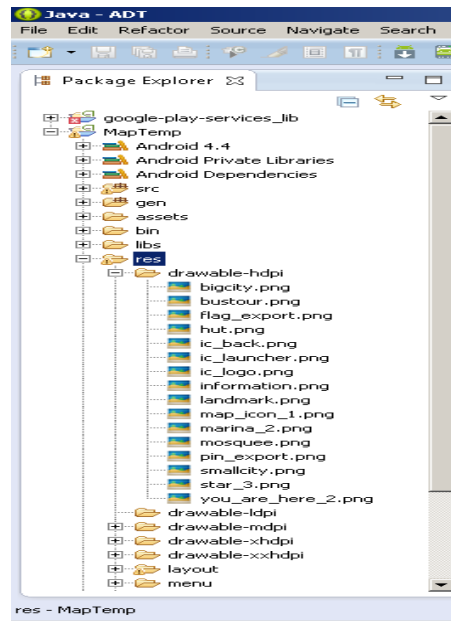 Java - ADT
File Edit Refactor Source Navigate Search
Package Explorer
google-play-services_lib
MapTemp
Android 4.4
Android Private Libraries
Android Dependencies
src
gen
assets
bin
libs
res
drawable-hdpi
bigcity.png
bustour.png
flag_export.png
hut.png
ic_back.png
ic_launcher.png
ic_logo.png
information.png
landmark.png
map_icon_1.png
marina_2.png
mosquee.png
pin_export.png
smallcity.png
star_3.png
you_are_here_2.png
drawable-ldpi
drawable-mdpi
drawable-xhdpi
drawable-xxhdpi
layout
menu
res - MapTemp